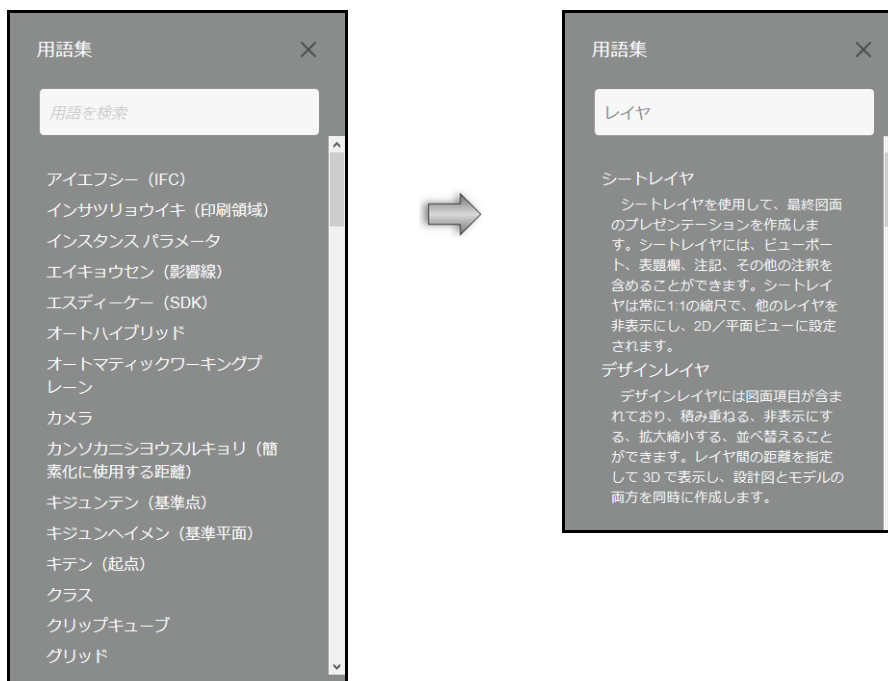 用語集
用語を検索
アイエフシー（IFC）
インサツリョウイキ（印刷領域）
インスタンス パラメータ
エイキョウセン（影響線）
エスディーケー（SDK）
オートハイブリッド
オートマティックワーキングプ
レーン
カメラ
カンソカニシヨウスルキョリ（簡
素化に使用する距離）
キジュンテン（基準点）
キジュンヘイメン（基準平面）
キテン（起点）
クラス
クリップキューブ
グリッド
用語集
レイヤ
シートレイヤ
シートレイヤを使用して、最終図面
のプレゼンテーションを作成しま
す。シートレイヤには、ビューポー
ト、表題欄、注記、その他の注釈を
含めることができます。シートレイ
ヤは常に1:1の縮尺で、他のレイヤを
非表示にし、2D／平面ビューに設定
されます。
デザインレイヤ
デザインレイヤには図面項目が含ま
れており、積み重ねる、非表示にす
る、拡大縮小する、並べ替えること
ができます。レイヤ間の距離を指定
して 3D で表示し、設計図とモデルの
両方を同時に作成します。